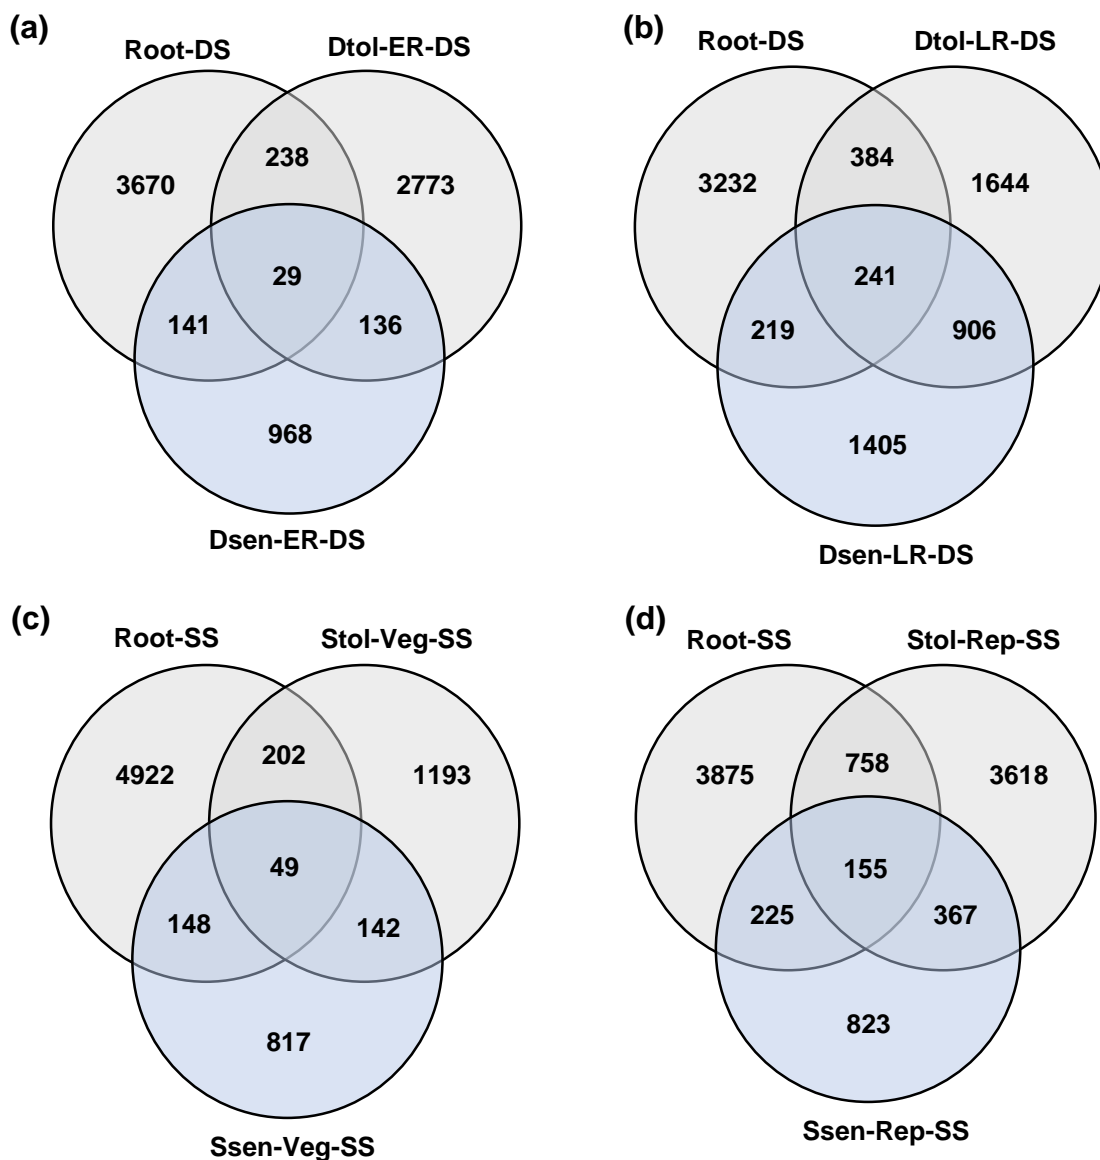 (a)
Root-DS
Dtol-ER-DS
3670
238
2773
29
141
136
968
Dsen-ER-DS
(b)
Root-DS
Dtol-LR-DS
3232
384
1644
241
219
906
1405
Dsen-LR-DS
(c)
Root-SS
Stol-Veg-SS
4922
202
1193
49
148
142
817
Ssen-Veg-SS
(d)
Root-SS
Stol-Rep-SS
3875
758
3618
155
225
367
823
Ssen-Rep-SS